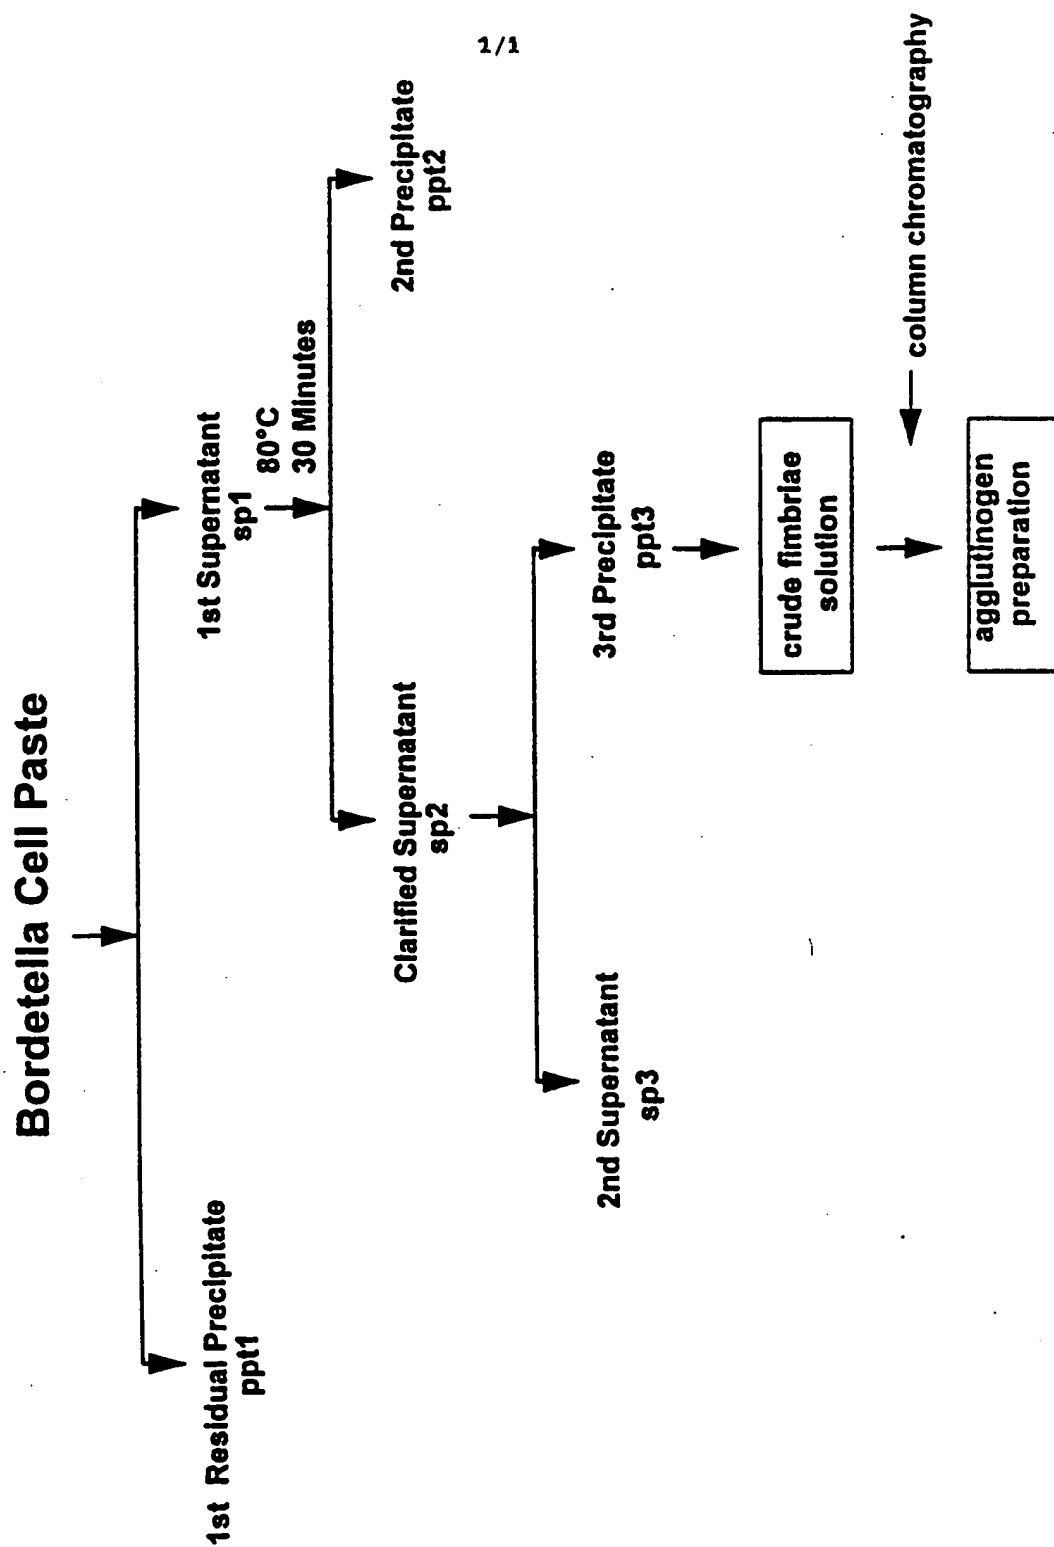 1/1
Bordetella Cell Paste
1st Residual Precipitate
ppt1
1st Supernatant
sp1
80°C
30 Minutes
Clarified Supernatant
sp2
2nd Precipitate
ppt2
2nd Supernatant
sp3
3rd Precipitate
ppt3
crude fimbriae
solution
column chromatography
agglutinogen
preparation